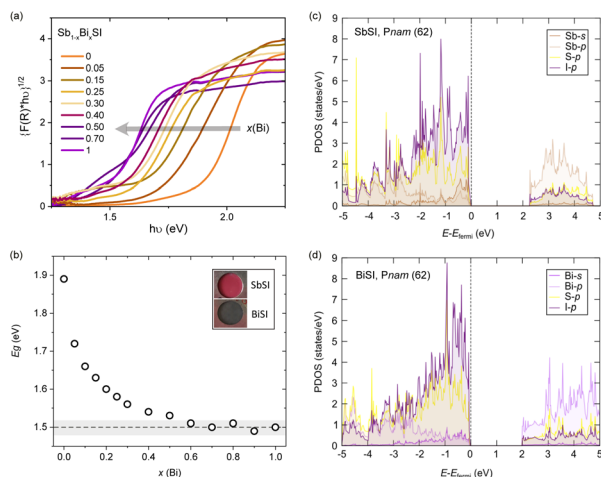 (a)
Sb1-xBixSI
{F(R)*hυ}^1/2
4
3
2
1
0
0
0.05
0.15
0.25
0.30
0.40
0.50
0.70
1
x(Bi)
1.5
2.0
hυ (eV)
(b)
Eg (eV)
1.9
1.8
1.7
1.6
1.5
1.4
SbSI
BiSI
0.0
0.2
0.4
0.6
0.8
1.0
x (Bi)
(c)
SbSI, Pnam (62)
PDOS (states/eV)
10
9
8
7
6
5
4
3
2
1
0
Sb-s
Sb-p
S-p
I-p
-5
-4
-3
-2
-1
0
1
2
3
4
5
E-Efermi (eV)
(d)
BiSI, Pnam (62)
PDOS (states/eV)
10
9
8
7
6
5
4
3
2
1
0
Bi-s
Bi-p
S-p
I-p
-5
-4
-3
-2
-1
0
1
2
3
4
5
E-Efermi (eV)